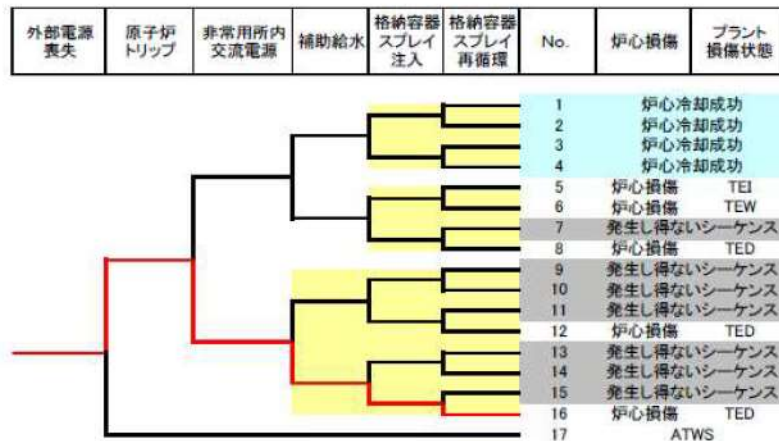 外部電源喪失 原子炉トリップ 非常用所内交流電源 補助給水 格納容器スプレイ注入 格納容器スプレイ再循環 No. 炉心損傷 プラント損傷状態
1 炉心冷却成功
2 炉心冷却成功
3 炉心冷却成功
4 炉心冷却成功
5 炉心損傷 TEI
6 炉心損傷 TEW
7 発生し得ないシーケンス
8 炉心損傷 TED
9 発生し得ないシーケンス
10 発生し得ないシーケンス
11 発生し得ないシーケンス
12 炉心損傷 TED
13 発生し得ないシーケンス
14 発生し得ないシーケンス
15 発生し得ないシーケンス
16 炉心損傷 TED
17 ATWS